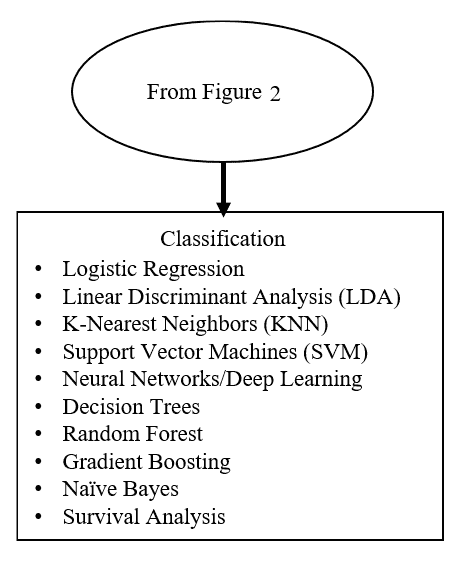 From Figure 2
Classification
• Logistic Regression
• Linear Discriminant Analysis (LDA)
• K-Nearest Neighbors (KNN)
• Support Vector Machines (SVM)
• Neural Networks/Deep Learning
• Decision Trees
• Random Forest
• Gradient Boosting
• Naïve Bayes
• Survival Analysis